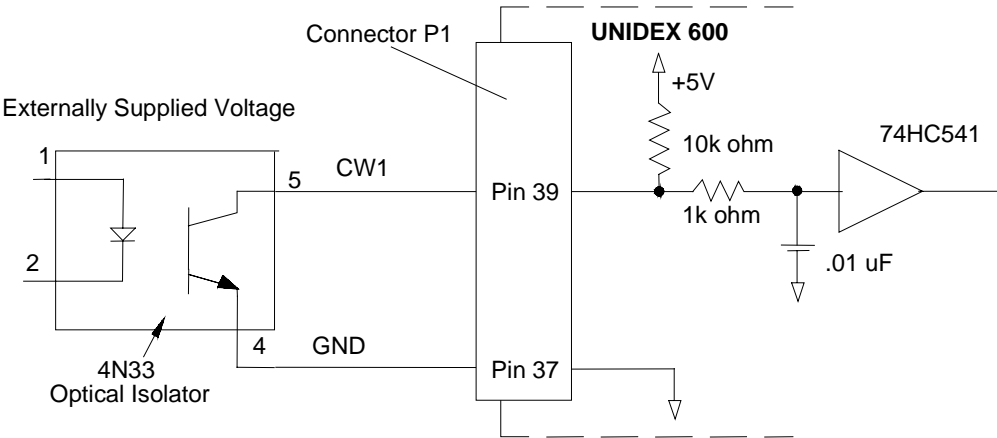 Connector P1
UNIDEX 600
+5V
Externally Supplied Voltage
10k ohm
74HC541
1
5
CW1
Pin 39
1k ohm
2
.01 uF
4
GND
Pin 37
4N33
Optical Isolator